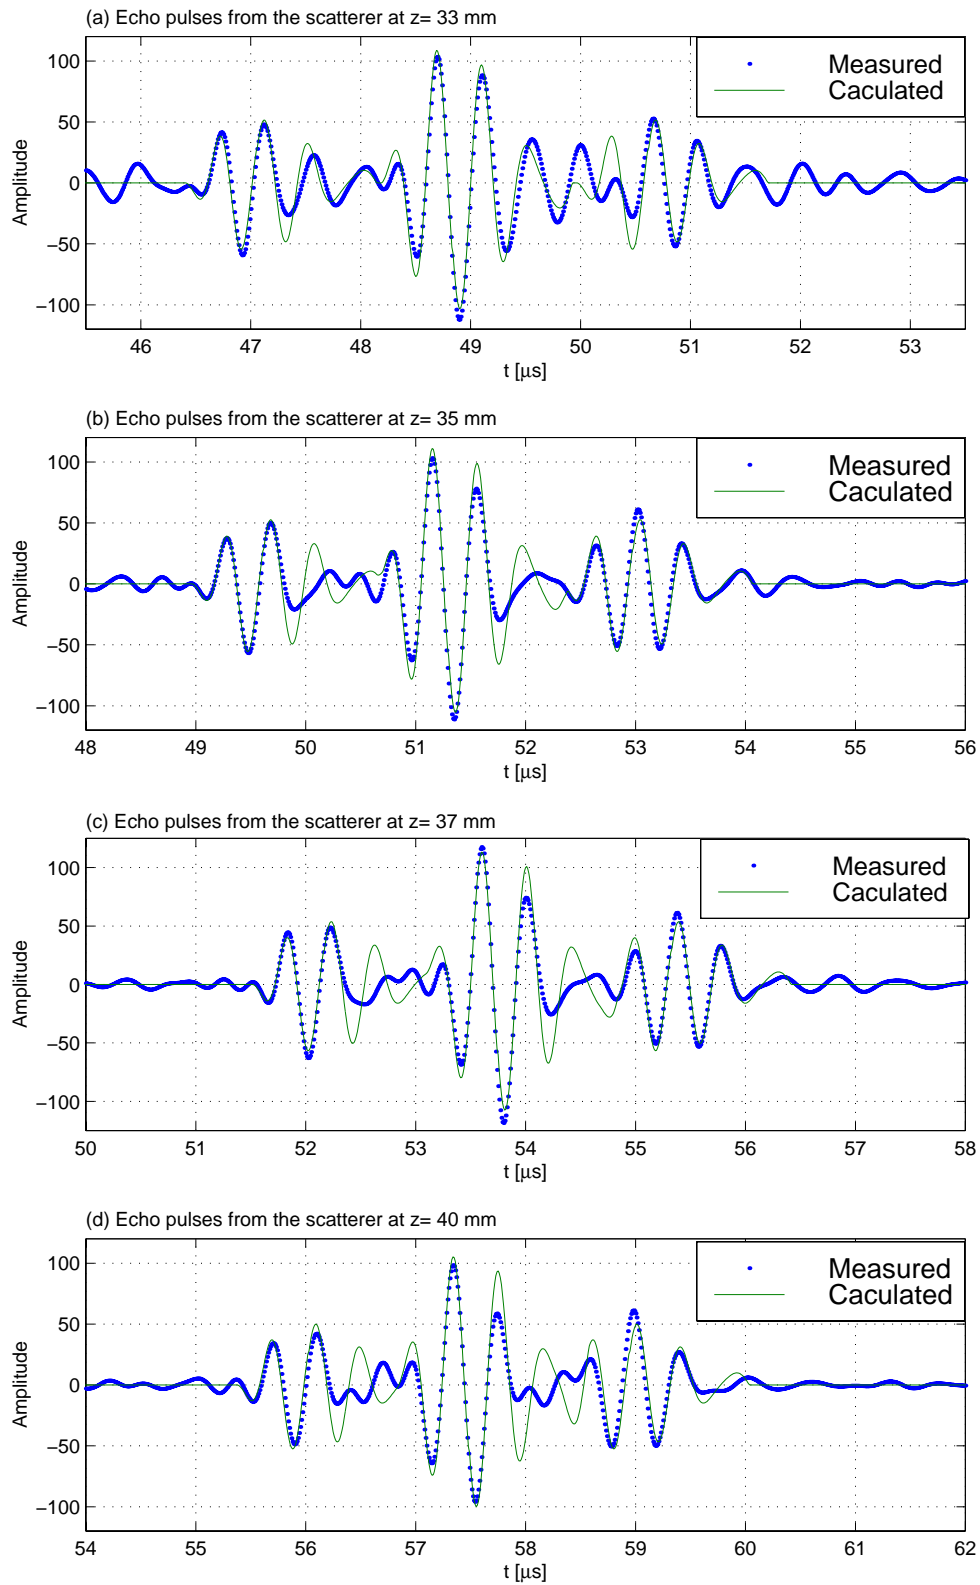 (a) Echo pulses from the scatterer at z= 33 mm
Measured
Caculated
100
50
0
−50
−100
Amplitude
46 47 48 49 50 51 52 53
t [μs]
(b) Echo pulses from the scatterer at z= 35 mm
Measured
Caculated
100
50
0
−50
−100
Amplitude
48 49 50 51 52 53 54 55 56
t [μs]
(c) Echo pulses from the scatterer at z= 37 mm
Measured
Caculated
100
50
0
−50
−100
Amplitude
50 51 52 53 54 55 56 57 58
t [μs]
(d) Echo pulses from the scatterer at z= 40 mm
Measured
Caculated
100
50
0
−50
−100
Amplitude
54 55 56 57 58 59 60 61 62
t [μs]